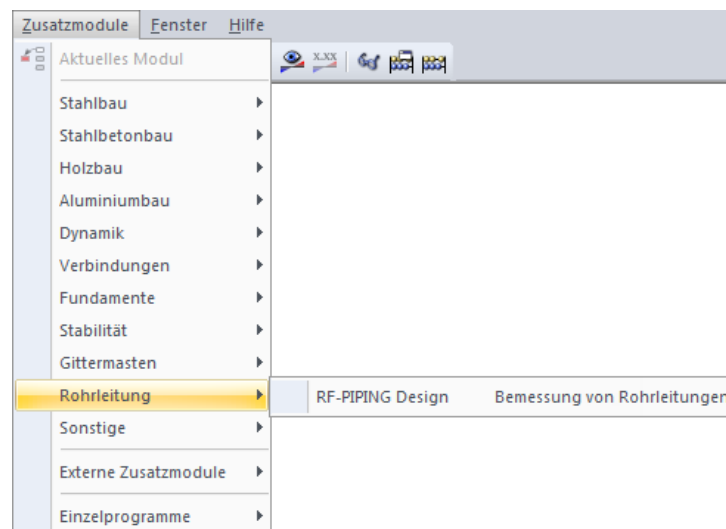 Zusatzmodule Fenster Hilfe
Aktuelles Modul
x.xx
Stahlbau
Stahlbetonbau
Holzbau
Aluminiumbau
Dynamik
Verbindungen
Fundamente
Stabilität
Gittermasten
Rohrleitung RF-PIPING Design Bemessung von Rohrleitungen
Sonstige
Externe Zusatzmodule
Einzelprogramme